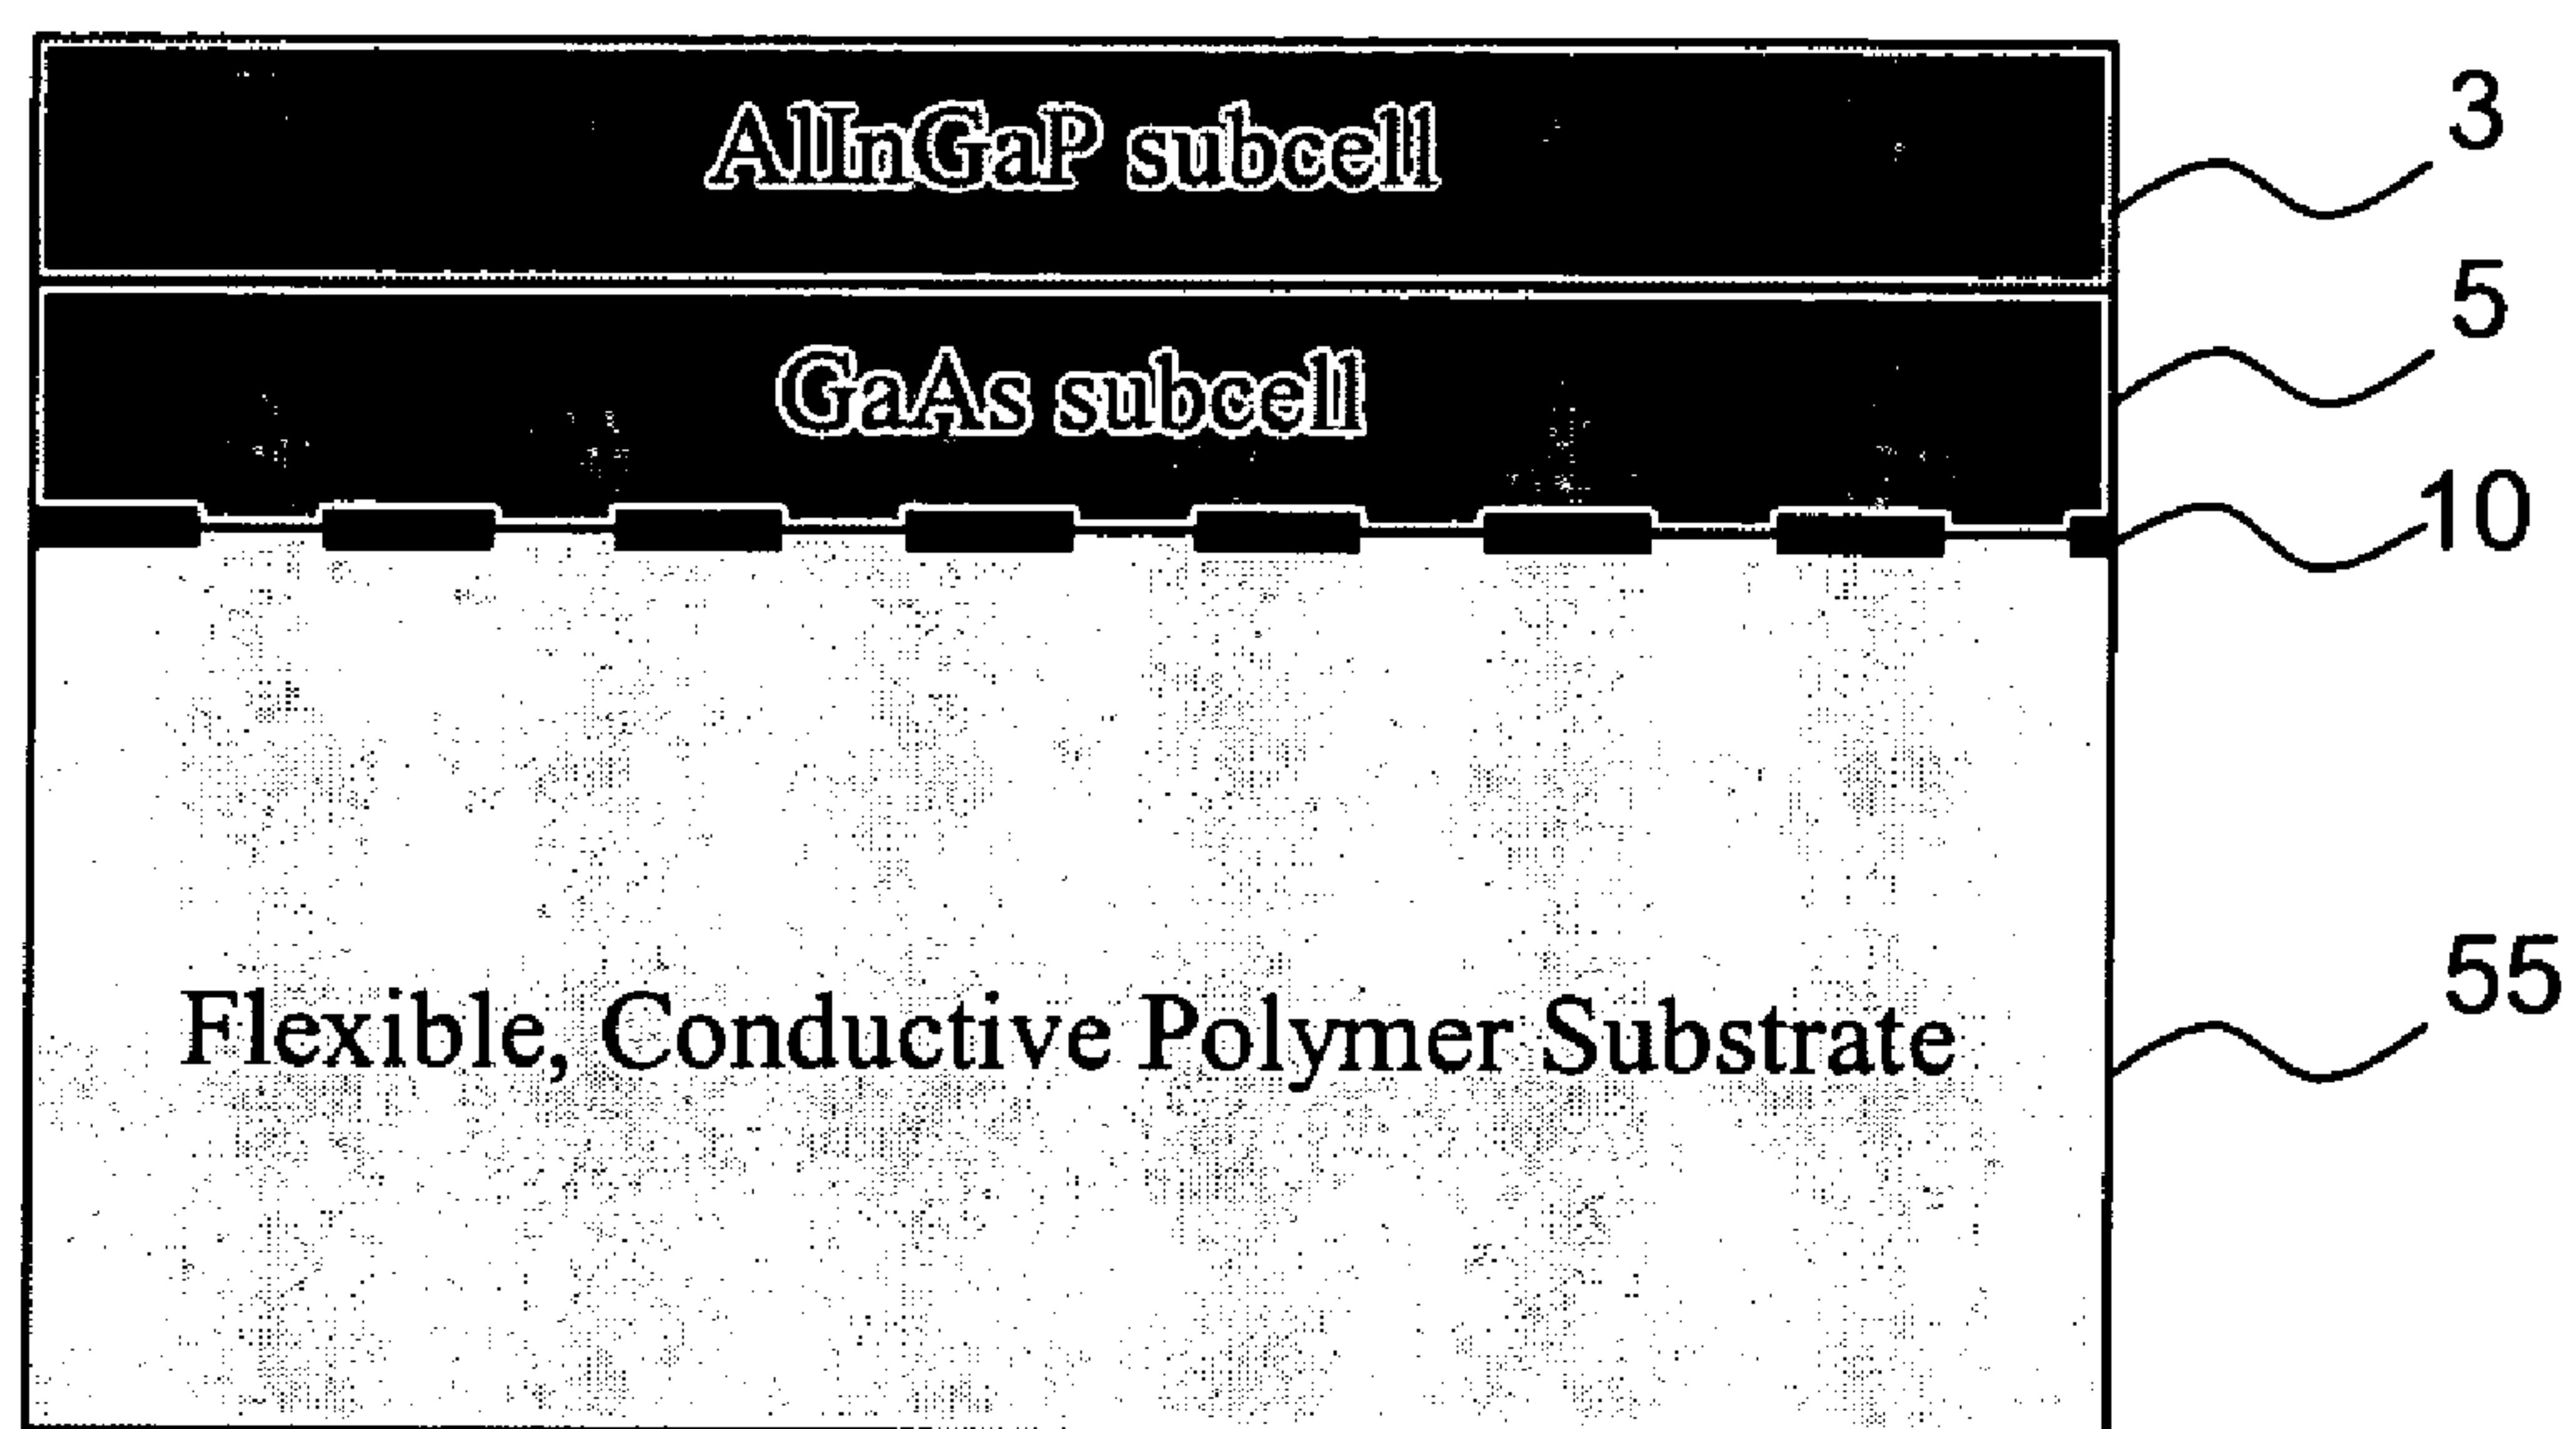 AlInGaP subcell
3
GaAs subcell
5
10
Flexible, Conductive Polymer Substrate
55